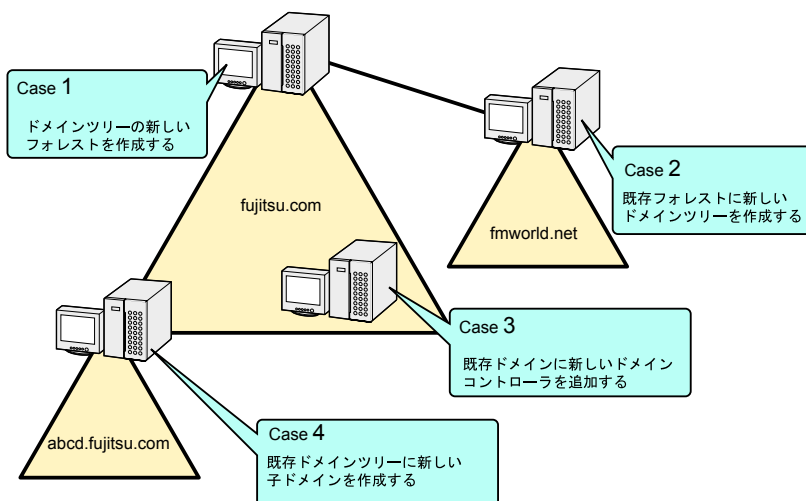 Case 1
ドメインツリーの新しい
フォレストを作成する
fujitsu.com
Case 2
既存フォレストに新しい
ドメインツリーを作成する
fmworld.net
Case 3
既存ドメインに新しいドメイン
コントローラを追加する
abcd.fujitsu.com
Case 4
既存ドメインツリーに新しい
子ドメインを作成する